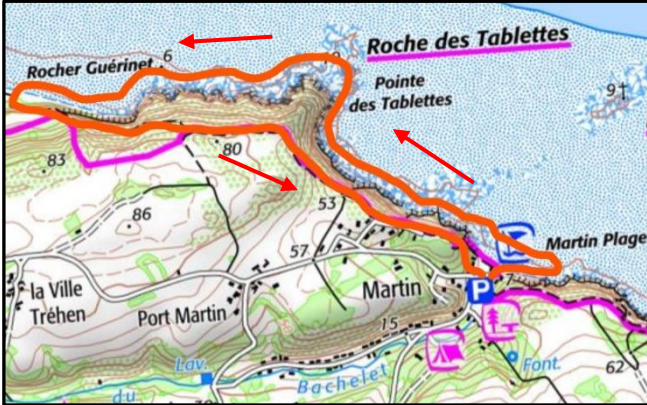 Roche des Tablettes
6
Rocher Guérinet
Pointe
des Tablettes
9
80
83
53
86
Martin Plage
57
la Ville
Tréhen
Port Martin
Martin
P
15
Lav.
Font.
62
du
Bachelet